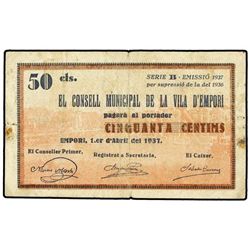 50 cts.
SERIE B - EMISSIÓ 1937
per supressió de la del 1936
EL CONSELL MUNICIPAL DE LA VILA D'EMPORI
pagarà al portador
CINQUANTA CENTIMS
EMPORI, 1.er d'Abril del 1937.
El Conseller Primer, Registrat a Secretaria, El Caixer,